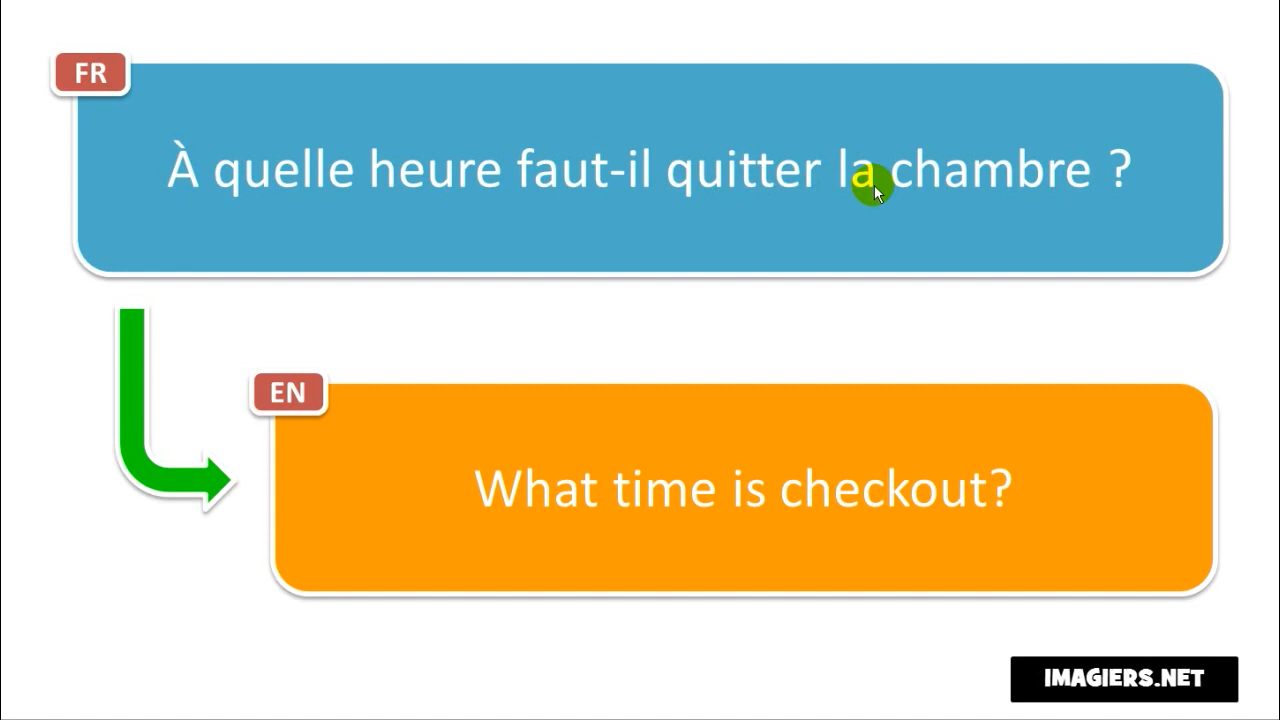 FR
À quelle heure faut-il quitter la chambre ?
EN
What time is checkout?
IMAGIERS.NET